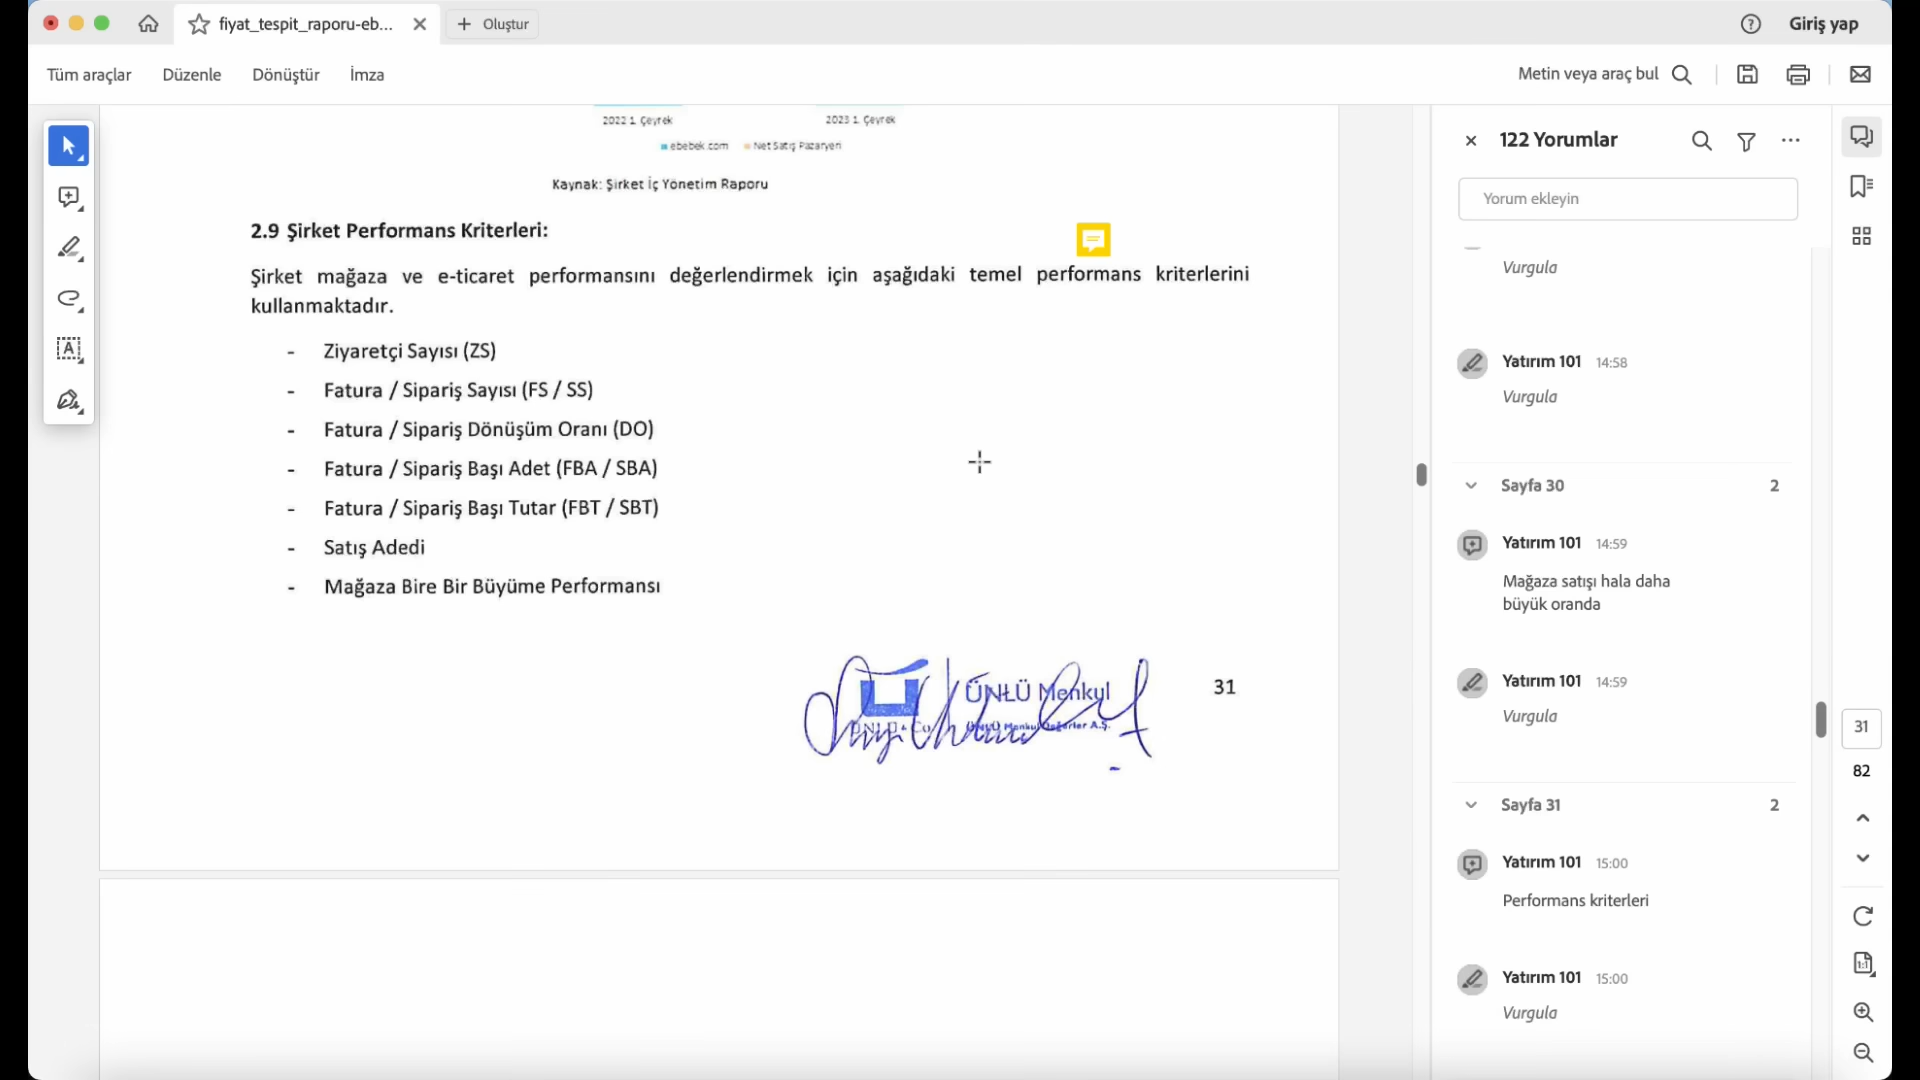 fiyat_tespit_raporu-eb...
Oluştur
Giriş yap
Tüm araçlar
Düzenle
Dönüştür
İmza
Metin veya araç bul
2022 1. Çeyrek
2023 1. Çeyrek
ebebek.com
Net Satış Pazaryeri
Kaynak: Şirket İç Yönetim Raporu
2.9 Şirket Performans Kriterleri:
Şirket mağaza ve e-ticaret performansını değerlendirmek için aşağıdaki temel performans kriterlerini
kullanmaktadır.
- Ziyaretçi Sayısı (ZS)
- Fatura / Sipariş Sayısı (FS / SS)
- Fatura / Sipariş Dönüşüm Oranı (DO)
- Fatura / Sipariş Başı Adet (FBA / SBA)
- Fatura / Sipariş Başı Tutar (FBT / SBT)
- Satış Adedi
- Mağaza Bire Bir Büyüme Performansı
ÜNLÜ Menkul
ÜNLÜ & Co
ÜNLÜ Menkul Değerler A.Ş.
31
122 Yorumlar
Yorum ekleyin
Vurgula
Yatırım 101 14:58
Vurgula
Sayfa 30 2
Yatırım 101 14:59
Mağaza satışı hala daha
büyük oranda
Yatırım 101 14:59
Vurgula
Sayfa 31 2
Yatırım 101 15:00
Performans kriterleri
Yatırım 101 15:00
Vurgula
31
82